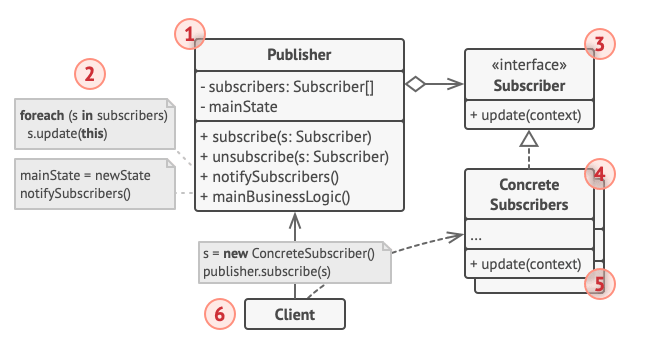 1
Publisher
- subscribers: Subscriber[]
- mainState
+ subscribe(s: Subscriber)
+ unsubscribe(s: Subscriber)
+ notifySubscribers()
+ mainBusinessLogic()
2
foreach (s in subscribers)
s.update(this)
mainState = newState
notifySubscribers()
3
«interface»
Subscriber
+ update(context)
4
Concrete
Subscribers
...
+ update(context)
5
s = new ConcreteSubscriber()
publisher.subscribe(s)
6
Client